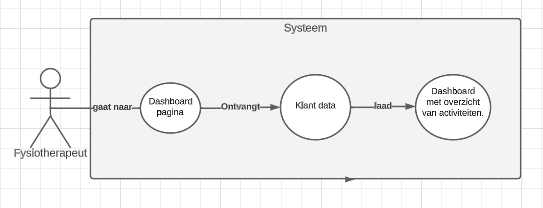 Systeem
gaat naar
Dashboard
pagina
Ontvangt
Klant data
laad
Dashboard
met overzicht
van activiteiten.
Fysiotherapeut